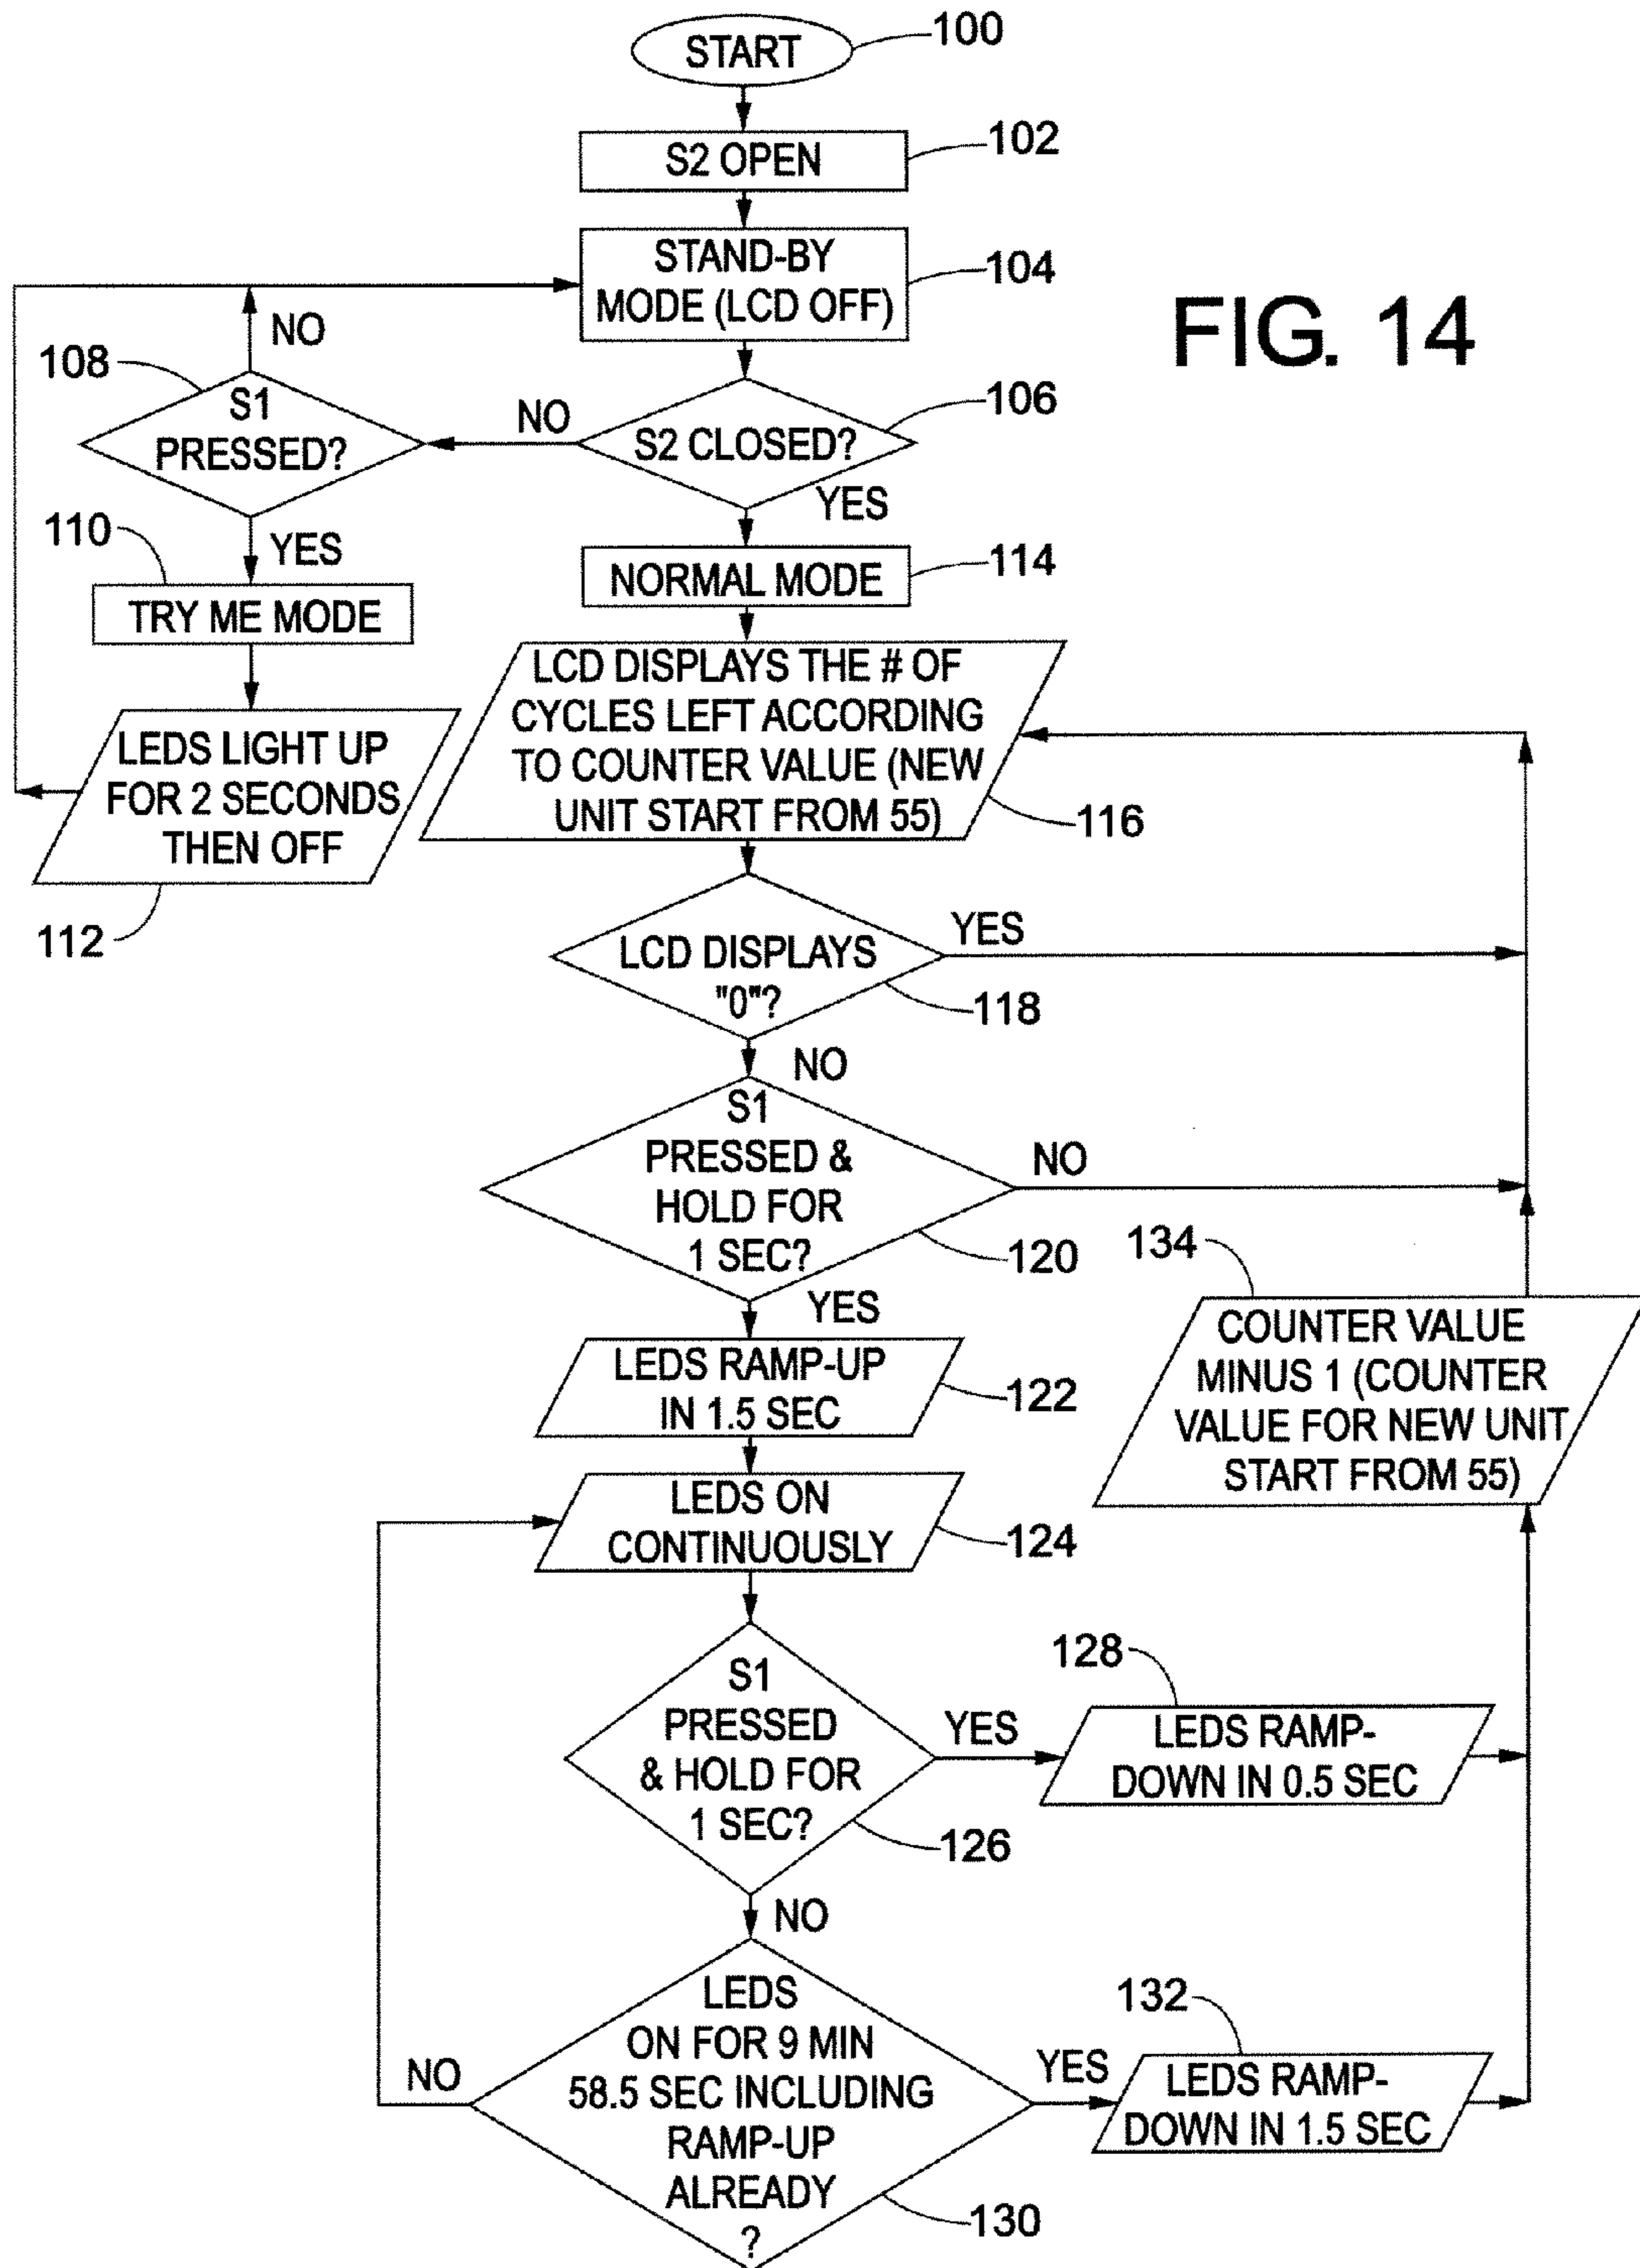 START
100
S2 OPEN
102
STAND-BY
MODE (LCD OFF)
104
FIG. 14
NO
108
S1
PRESSED?
NO
S2 CLOSED?
106
YES
110
YES
TRY ME MODE
NORMAL MODE
114
LEDS LIGHT UP
FOR 2 SECONDS
THEN OFF
112
LCD DISPLAYS THE # OF
CYCLES LEFT ACCORDING
TO COUNTER VALUE (NEW
UNIT START FROM 55)
116
LCD DISPLAYS
"0"?
YES
118
NO
S1
PRESSED &
HOLD FOR
1 SEC?
NO
120
YES
134
COUNTER VALUE
MINUS 1 (COUNTER
VALUE FOR NEW UNIT
START FROM 55)
LEDS RAMP-UP
IN 1.5 SEC
122
LEDS ON
CONTINUOUSLY
124
S1
PRESSED
& HOLD FOR
1 SEC?
YES
126
128
LEDS RAMP-
DOWN IN 0.5 SEC
NO
LEDS
ON FOR 9 MIN
58.5 SEC INCLUDING
RAMP-UP
ALREADY
?
NO
YES
130
132
LEDS RAMP-
DOWN IN 1.5 SEC